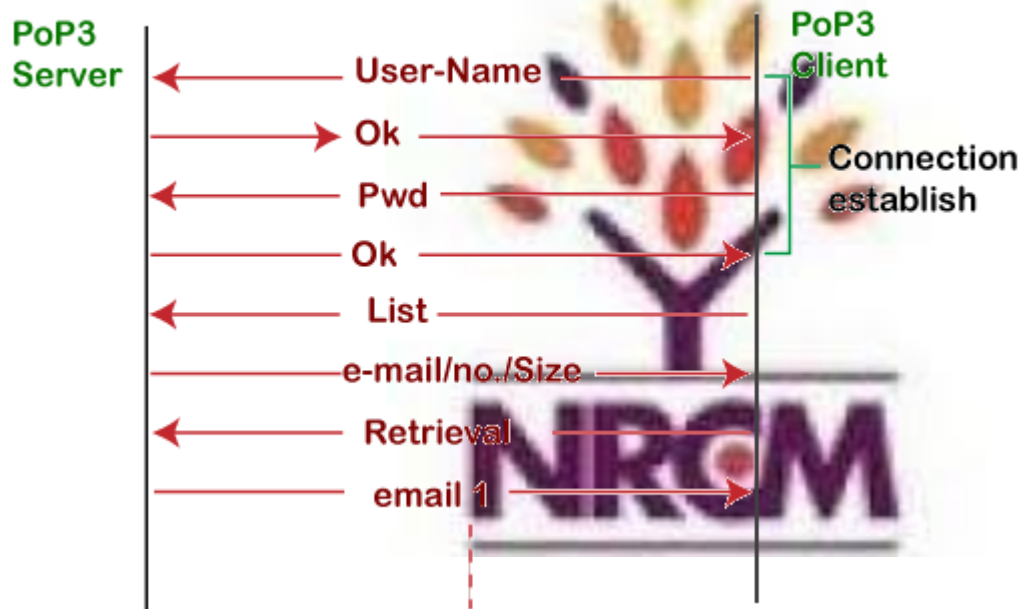 PoP3
Server
PoP3
Client
User-Name
Ok
Pwd
Ok
Connection
establish
List
e-mail/no./Size
Retrieval
email 1
NRCM